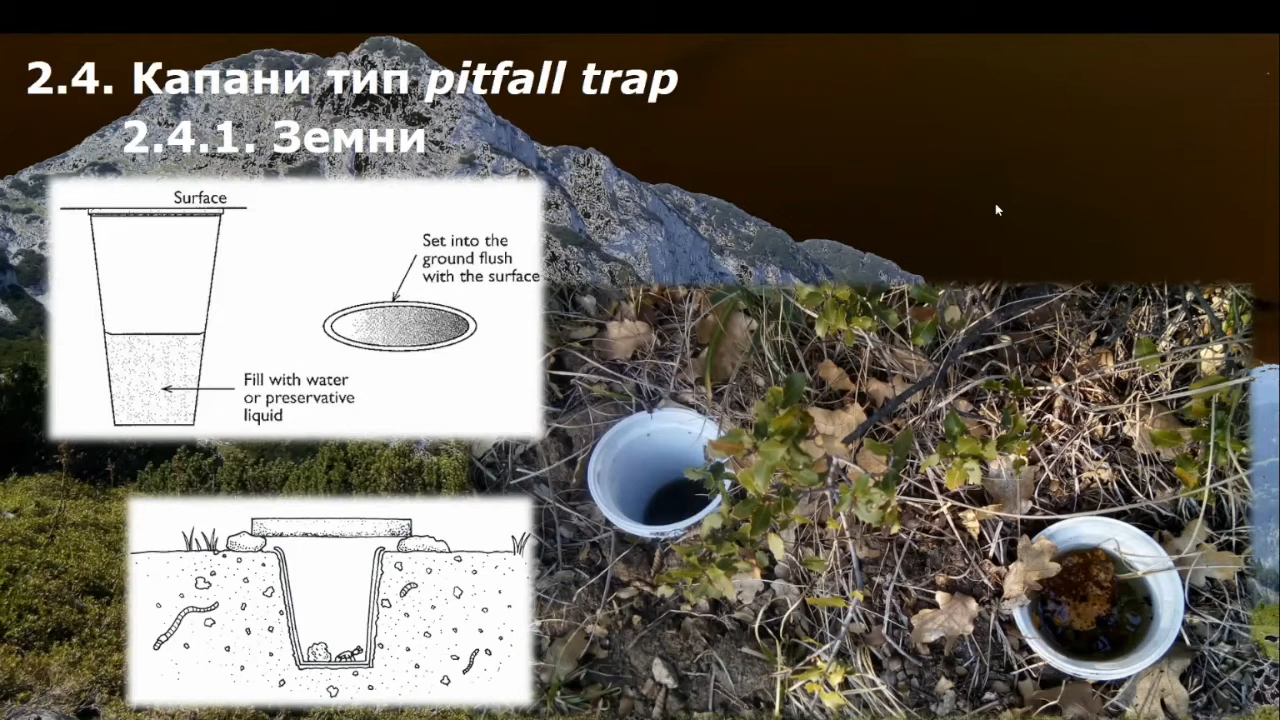 2.4. Капани тип pitfall trap
2.4.1. Земни
Surface
Set into the
ground flush
with the surface
Fill with water
or preservative
liquid